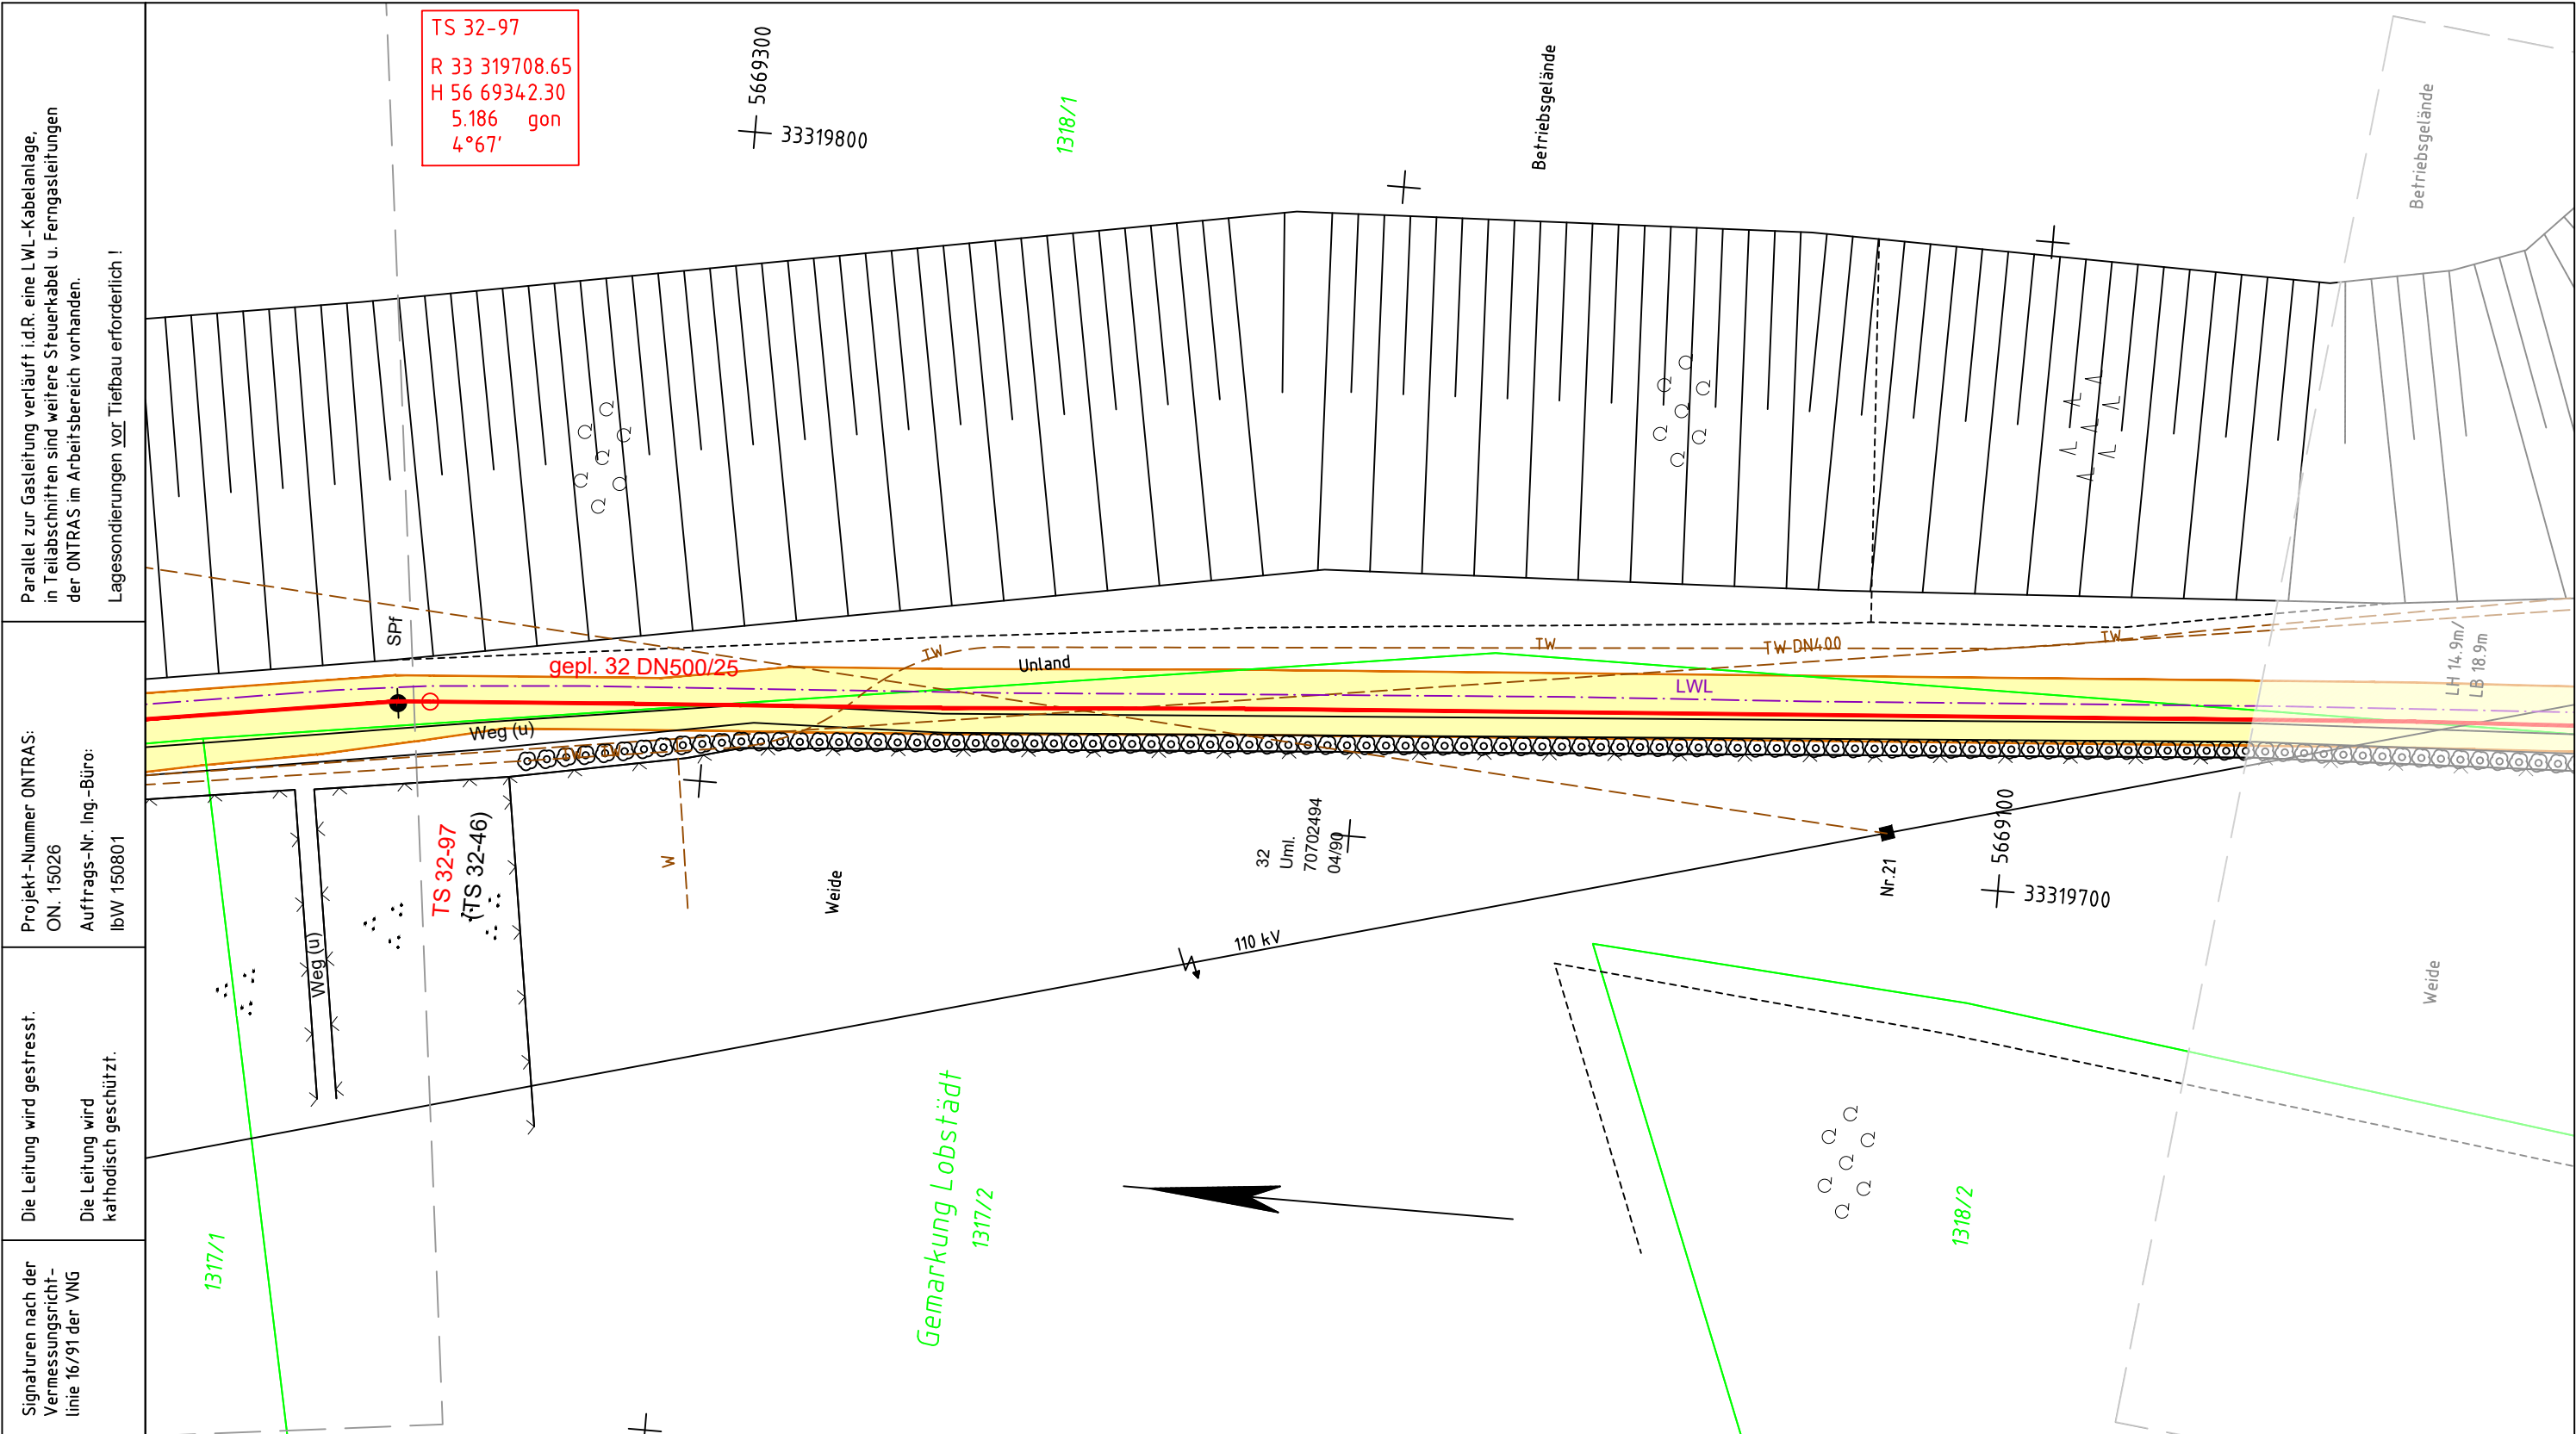 Parallel zur Gasleitung verläuft i.d.R. eine LWL-Kabelanlage,
in Teilabschnitten sind weitere Steuerkabel u. Ferngasleitungen
der ONTRAS im Arbeitsbereich vorhanden.
Lagesondierungen vor Tiefbau erforderlich !
Projekt-Nummer ONTRAS:
ON. 15026
Auftrags-Nr. Ing.-Büro:
IbW 150801
Die Leitung wird gestresst.
Die Leitung wird
kathodisch geschützt.
Signaturen nach der
Vermessungsricht-
linie 16/91 der VNG
TS 32-97
R 33 319708.65
H 56 69342.30
5.186 gon
4°67'
5669300
33319800
1318/1
Betriebsgelände
Betriebsgelände
SPf
gepl. 32 DN500/25
TW
Unland
TW
TW DN400
TW
LWL
LH 14.9m/
LB 18.9m
Weg (u)
TS 32-97
(TS 32-46)
Weg (u)
W
Weide
32
Uml.
70702494
04/90
Nr.21
5669100
33319700
110 kV
Weide
Gemarkung Lobstädt
1317/2
1317/1
1318/2